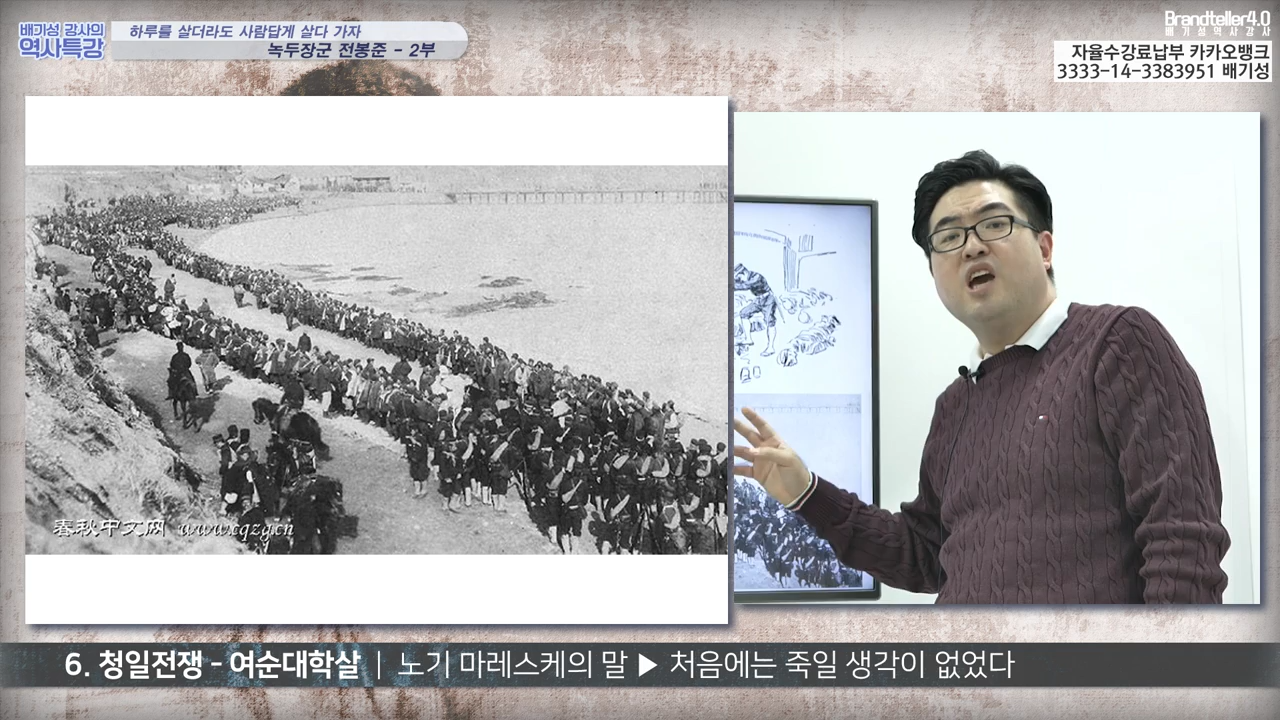 배기성 강사의
역사특강
하루를 살더라도 사람답게 살다 가자
녹두장군 전봉준 - 2부
Brandteller4.0
배기성역사강사
자율수강료납부 카카오뱅크
3333-14-3383951 배기성
春秋中文网 www.cqzg.cn
6. 청일전쟁 - 여순대학살 | 노기 마레스케의 말 ▶ 처음에는 죽일 생각이 없었다